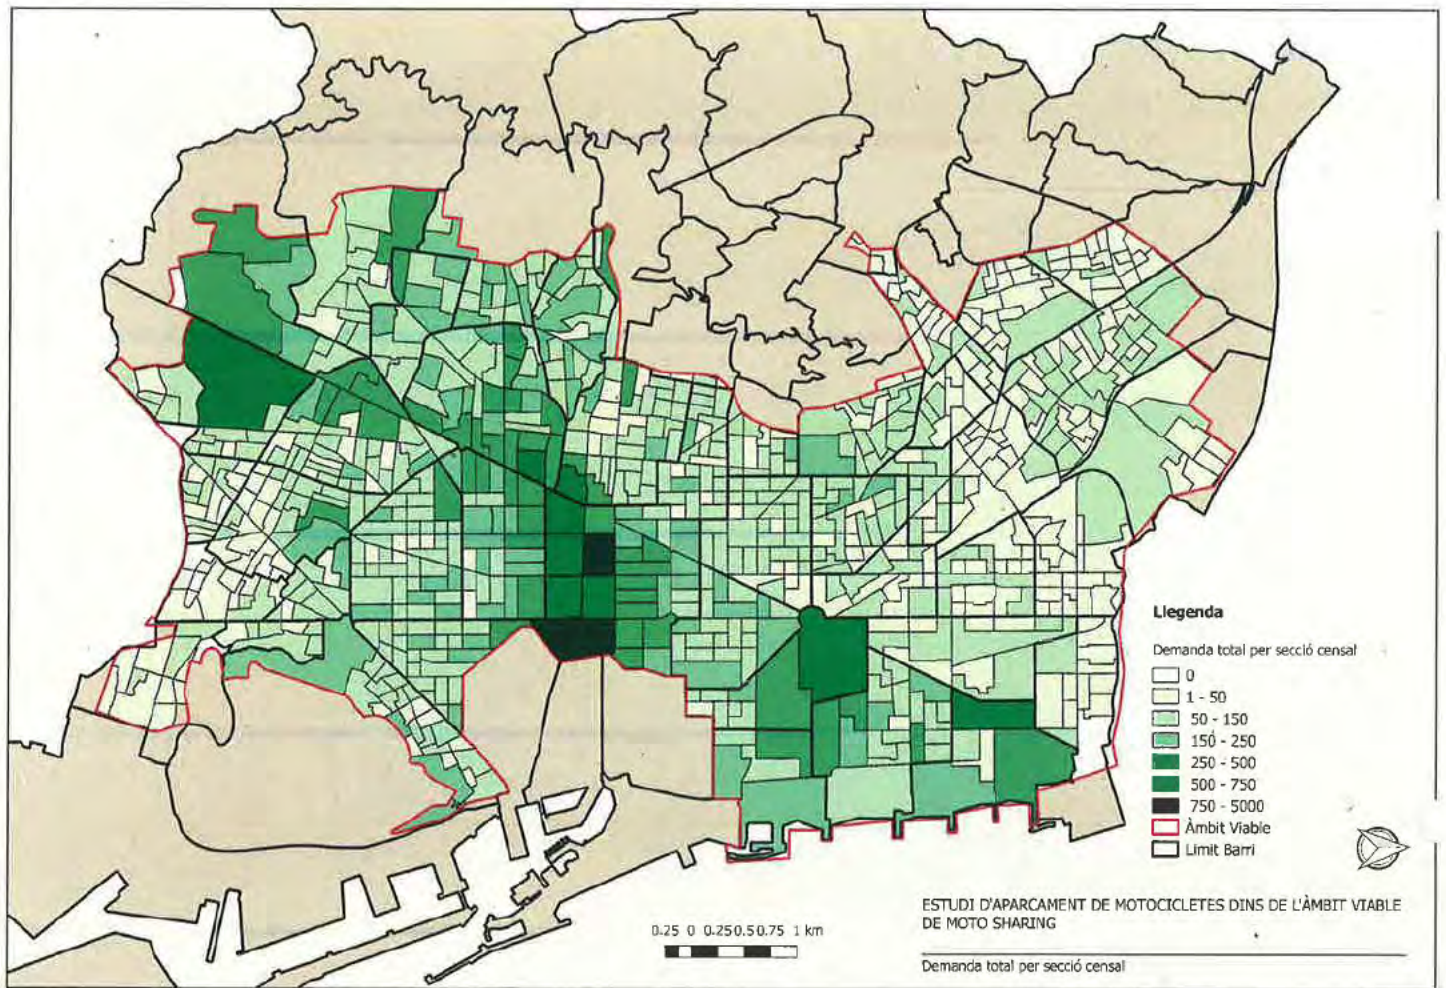 Llegenda
Demanda total per secció censal
0
1 - 50
50 - 150
150 - 250
250 - 500
500 - 750
750 - 5000
Àmbit Viable
Límit Barri
0.25 0 0.250.50.75 1 km
ESTUDI D'APARCAMENT DE MOTOCICLETES DINS DE L'ÀMBIT VIABLE
DE MOTO SHARING
Demanda total per secció censal